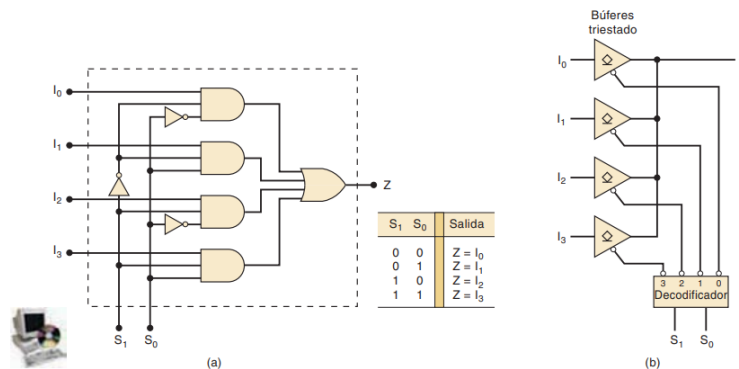 I0
I1
I2
I3
Z
S1 S0
(a)
S1 S0 Salida
0 0 Z = I0
0 1 Z = I1
1 0 Z = I2
1 1 Z = I3
Búferes
triestado
I0
I1
I2
I3
3 2 1 0
Decodificador
S1 S0
(b)